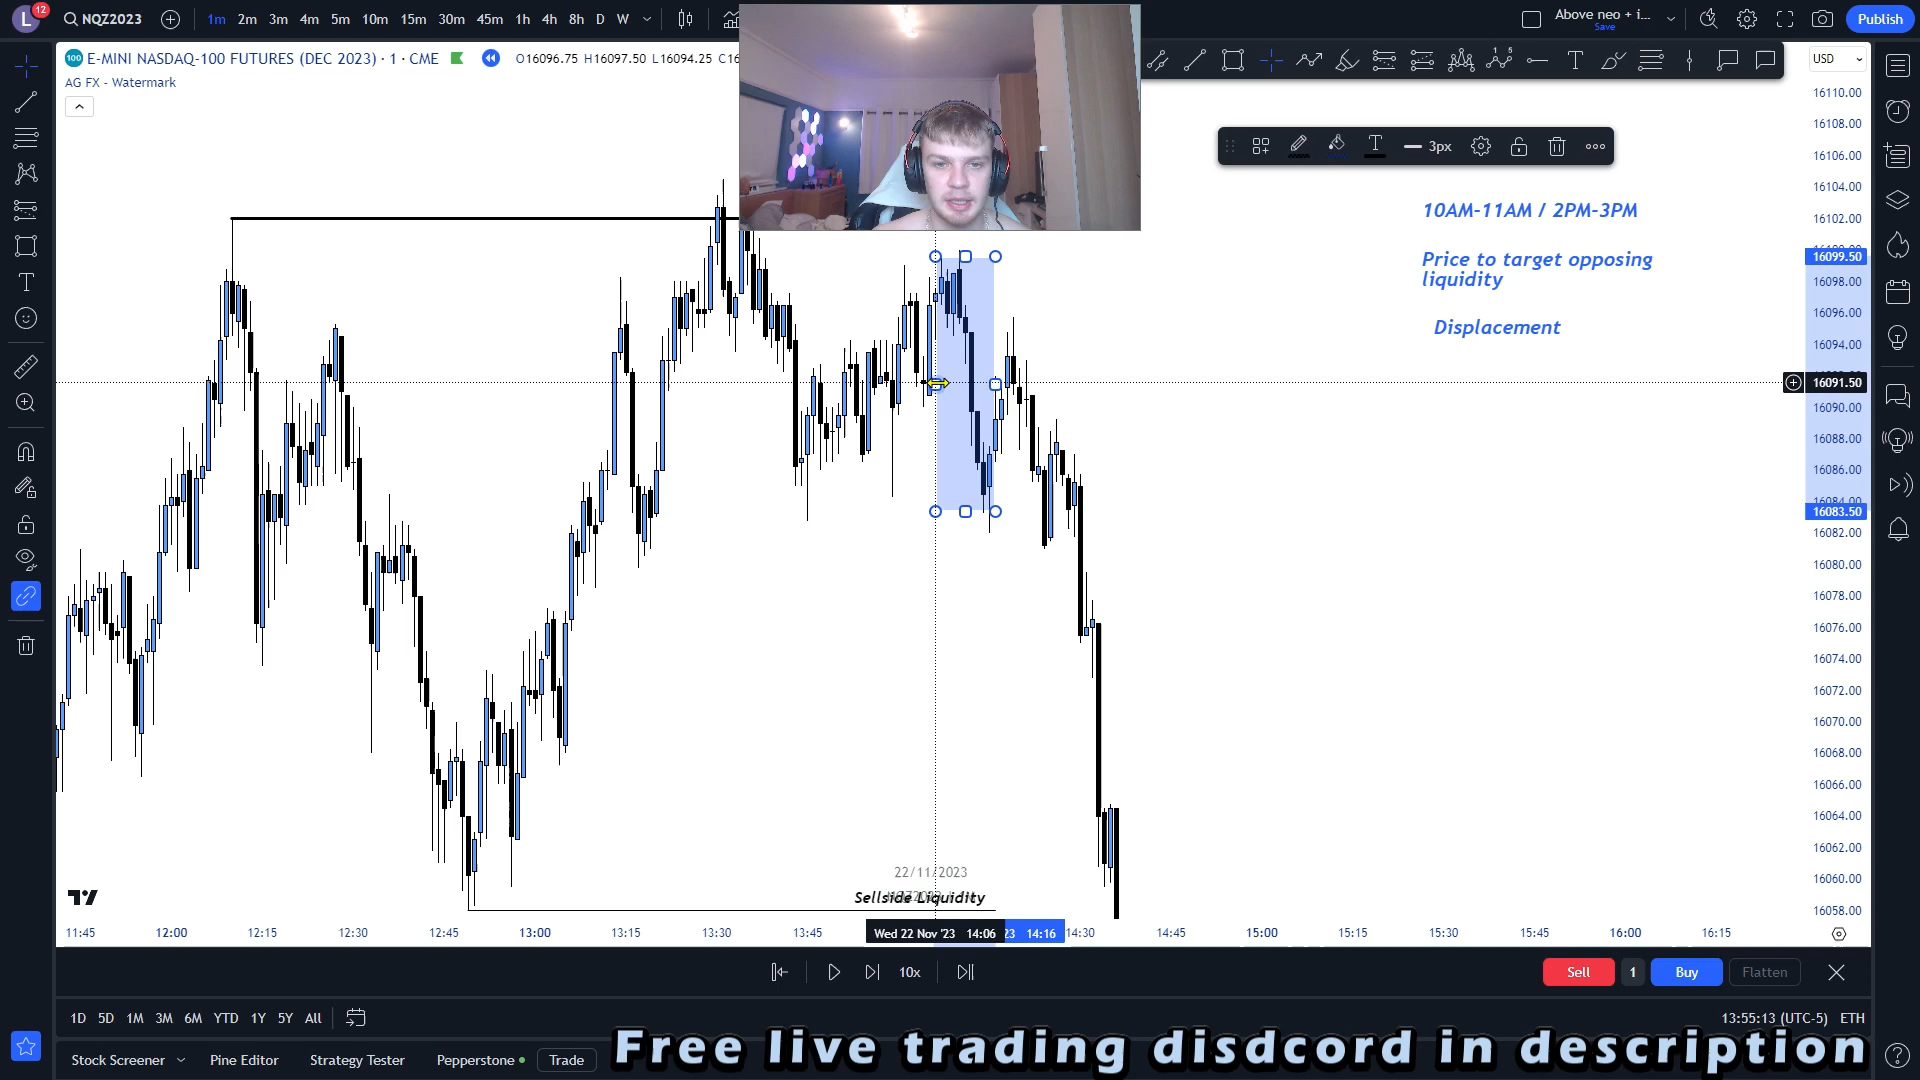 L 12
NQZ2023 1m 2m 3m 4m 5m 10m 15m 30m 45m 1h 4h 8h D W
Above neo + i...
Save
Publish
100 E-MINI NASDAQ-100 FUTURES (DEC 2023) · 1 · CME O16096.75 H16097.50 L16094.25 C16
AG FX - Watermark
USD
3px
10AM-11AM / 2PM-3PM
Price to target opposing
liquidity
Displacement
16110.00
16108.00
16106.00
16104.00
16102.00
16099.50
16098.00
16096.00
16094.00
16091.50
16090.00
16088.00
16086.00
16084.00
16083.50
16082.00
16080.00
16078.00
16076.00
16074.00
16072.00
16070.00
16068.00
16066.00
16064.00
16062.00
16060.00
16058.00
22/11/2023
Sellside Liquidity
11:45 12:00 12:15 12:30 12:45 13:00 13:15 13:30 13:45 Wed 22 Nov '23 14:06 23 14:16 14:30 14:45 15:00 15:15 15:30 15:45 16:00 16:15
10x
Sell 1 Buy Flatten
1D 5D 1M 3M 6M YTD 1Y 5Y All
13:55:13 (UTC-5) ETH
Stock Screener Pine Editor Strategy Tester Pepperstone Trade
Free live trading disdcord in description